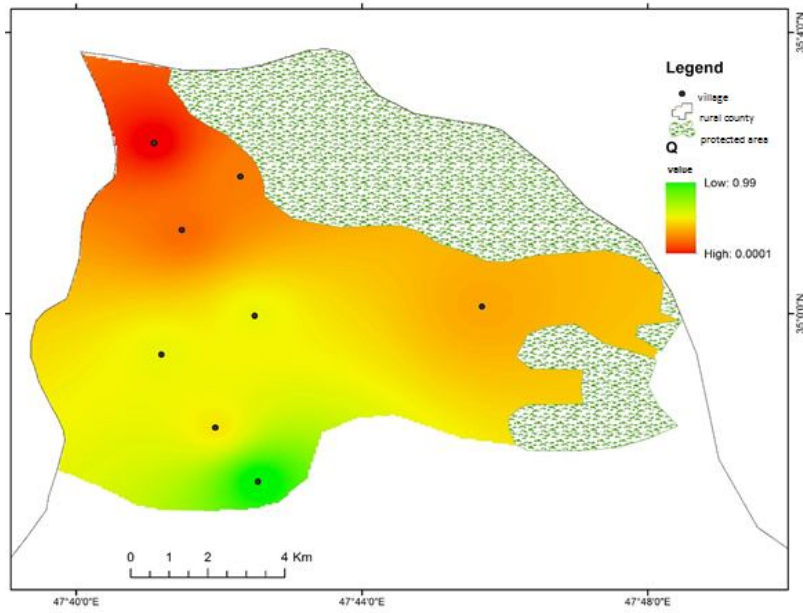 35°4'0"N
Legend
village
rural county
protected area
Q
value
Low: 0.99
High: 0.0001
35°0'0"N
0 1 2 4 Km
47°40'0"E 47°44'0"E 47°48'0"E